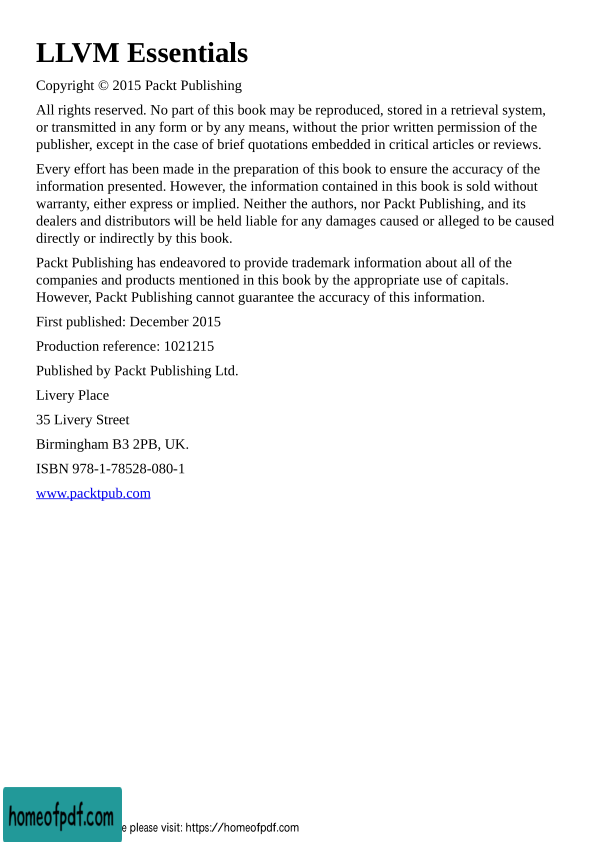 LLVM Essentials
Copyright © 2015 Packt Publishing
All rights reserved. No part of this book may be reproduced, stored in a retrieval system,
or transmitted in any form or by any means, without the prior written permission of the
publisher, except in the case of brief quotations embedded in critical articles or reviews.
Every effort has been made in the preparation of this book to ensure the accuracy of the
information presented. However, the information contained in this book is sold without
warranty, either express or implied. Neither the authors, nor Packt Publishing, and its
dealers and distributors will be held liable for any damages caused or alleged to be caused
directly or indirectly by this book.
Packt Publishing has endeavored to provide trademark information about all of the
companies and products mentioned in this book by the appropriate use of capitals.
However, Packt Publishing cannot guarantee the accuracy of this information.
First published: December 2015
Production reference: 1021215
Published by Packt Publishing Ltd.
Livery Place
35 Livery Street
Birmingham B3 2PB, UK.
ISBN 978-1-78528-080-1
www.packtpub.com
homeofpdf.com
please visit: https://homeofpdf.com